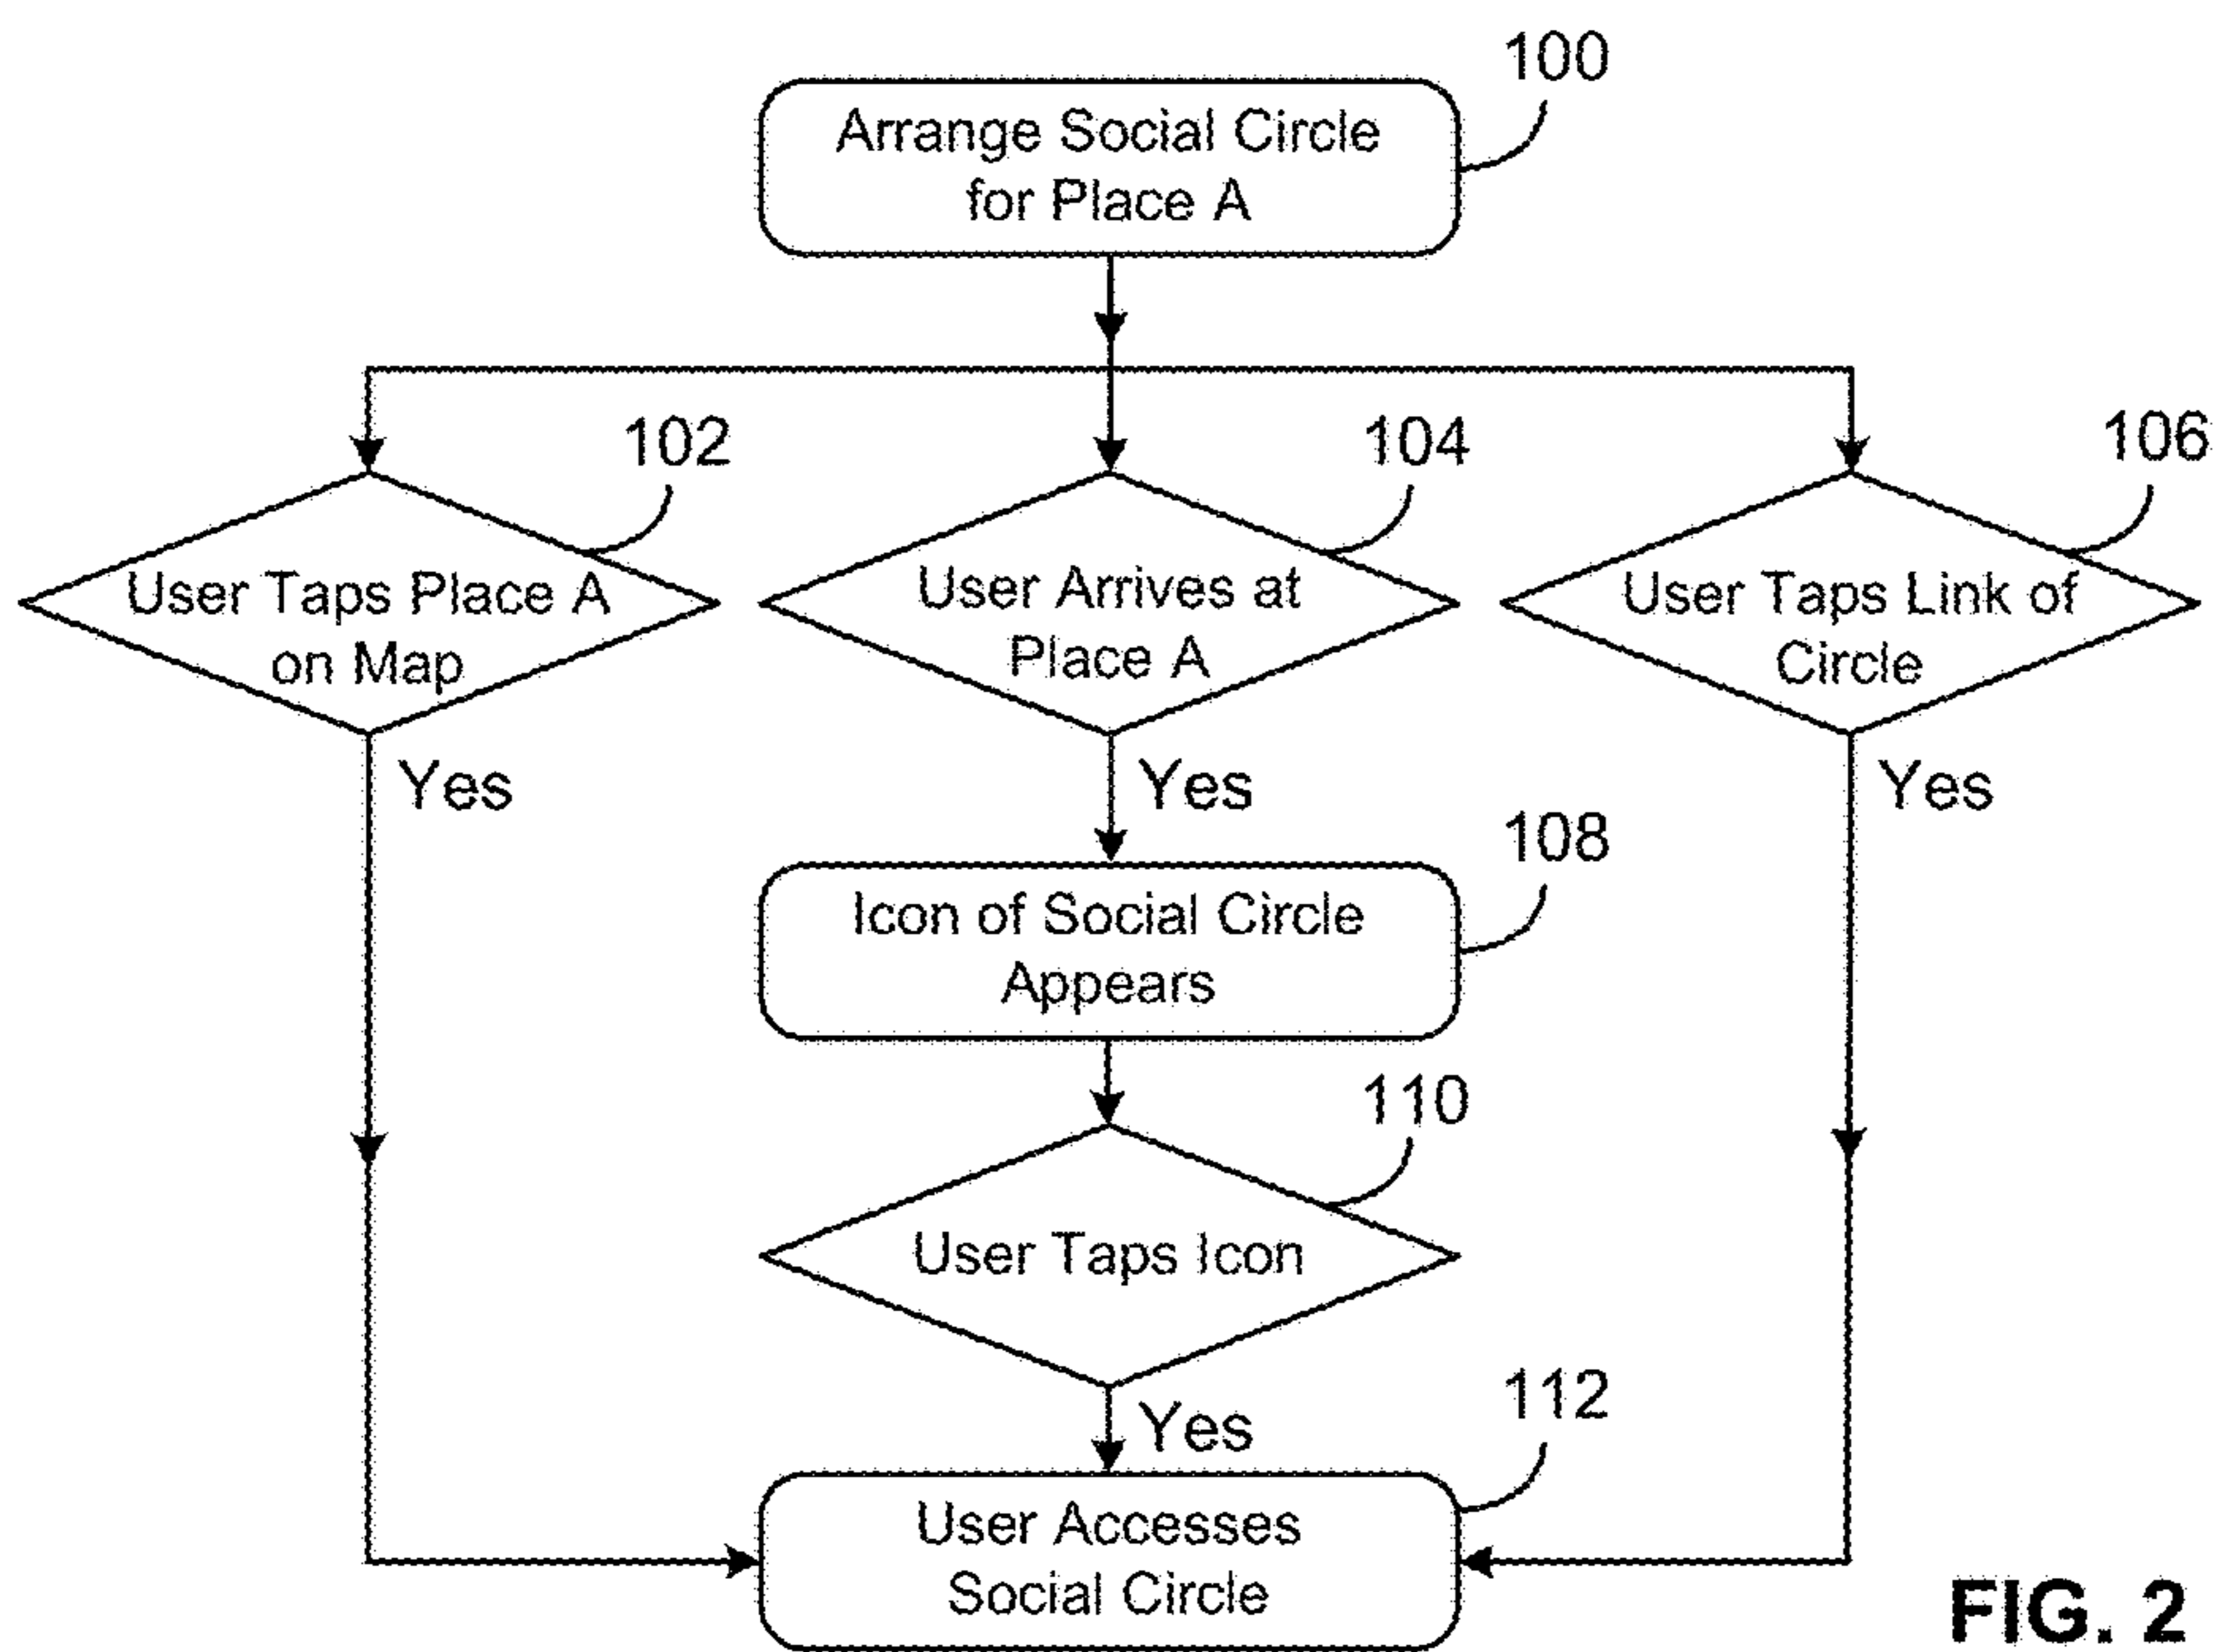 100
Arrange Social Circle
for Place A
102
104
106
User Taps Place A
on Map
User Arrives at
Place A
User Taps Link of
Circle
Yes
Yes
Yes
108
Icon of Social Circle
Appears
110
User Taps Icon
Yes
112
User Accesses
Social Circle
FIG. 2